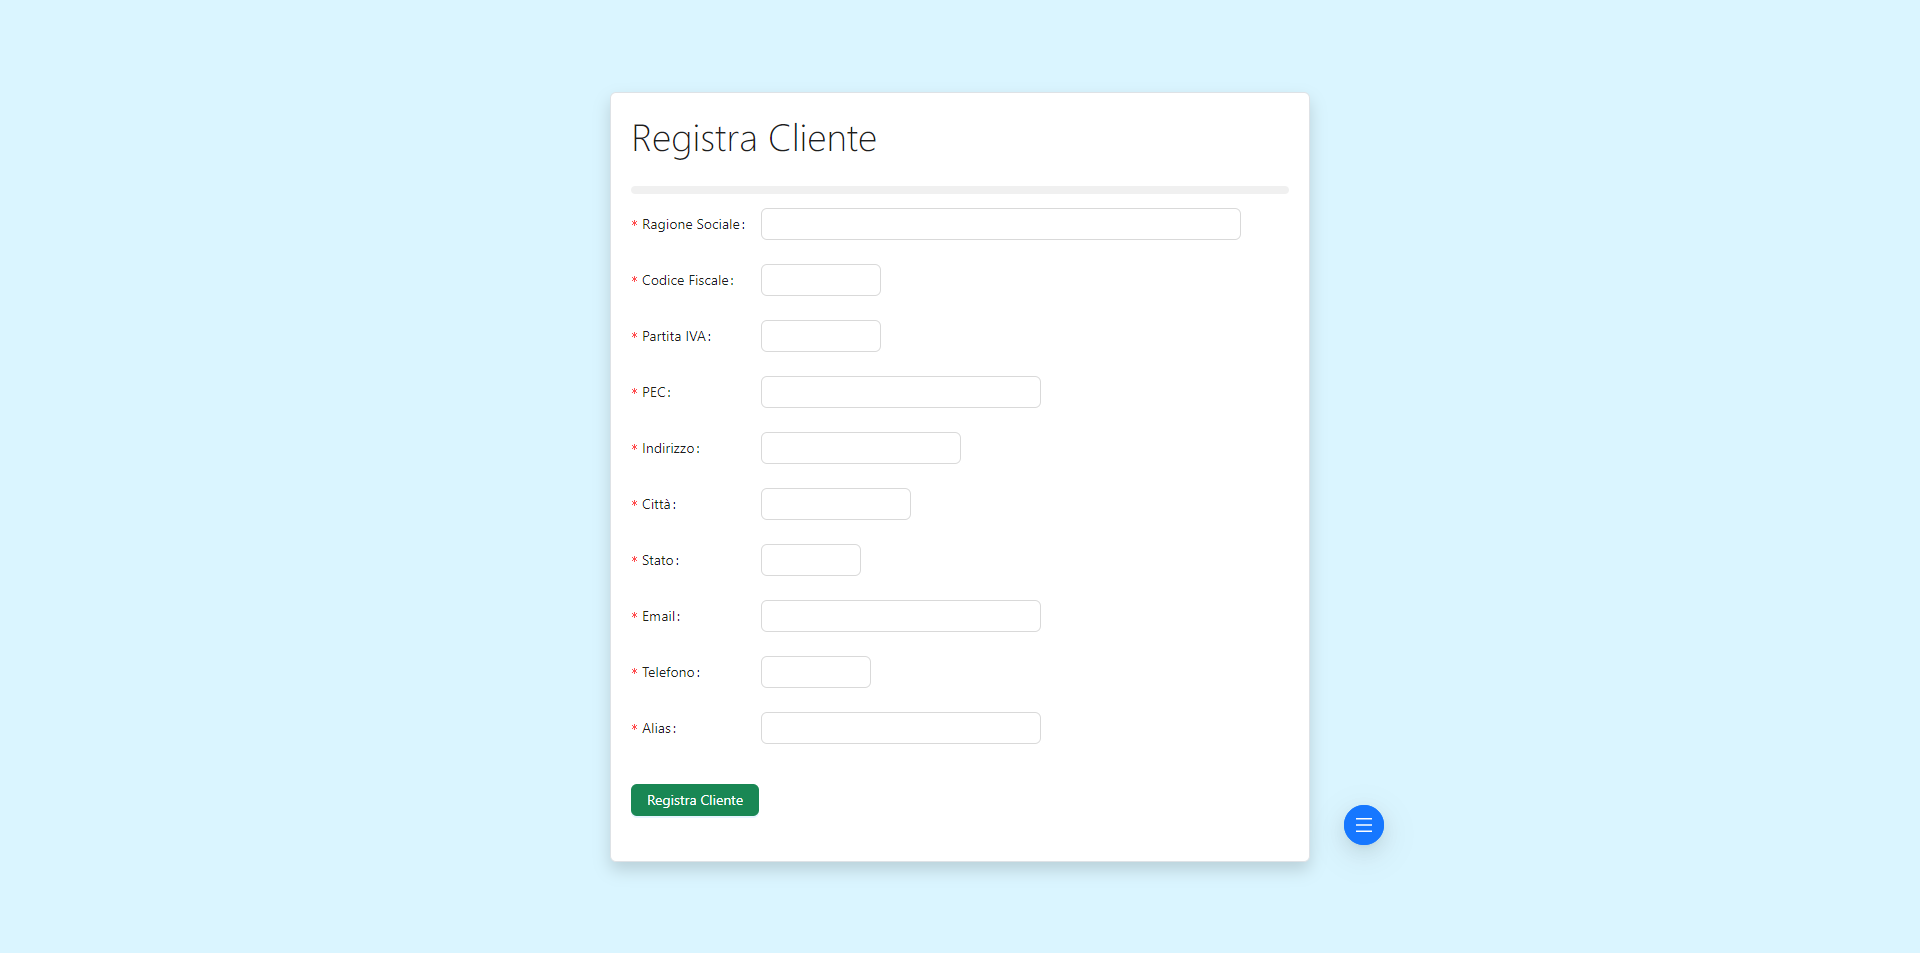 Registra Cliente
* Ragione Sociale:
* Codice Fiscale:
* Partita IVA:
* PEC:
* Indirizzo:
* Città:
* Stato:
* Email:
* Telefono:
* Alias:
Registra Cliente